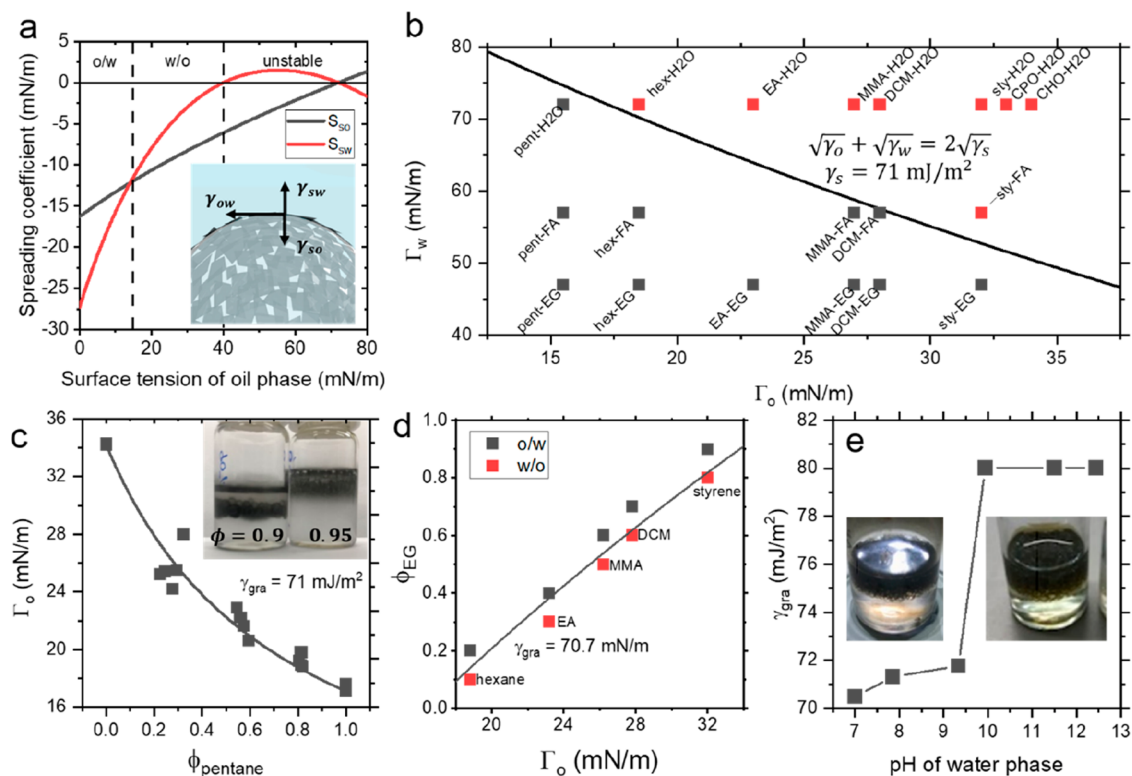 a
o/w
w/o
unstable
S_SO
S_SW
γ_sw
γ_ow
γ_so
5
0
-5
-10
-15
-20
-25
-30
Spreading coefficient (mN/m)
0 20 40 60 80
Surface tension of oil phase (mN/m)
b
80
70
60
50
40
Γ_w (mN/m)
pent-H2O
hex-H2O
EA-H2O
MMA-H2O
DCM-H2O
sty-H2O
CPO-H2O
CHO-H2O
√γ_o + √γ_w = 2√γ_s
γ_s = 71 mJ/m²
pent-FA
hex-FA
MMA-FA
DCM-FA
sty-FA
pent-EG
hex-EG
EA-EG
MMA-EG
DCM-EG
sty-EG
15 20 25 30 35
Γ_o (mN/m)
c
36
32
28
24
20
16
Γ_o (mN/m)
ϕ = 0.9
0.95
γ_gra = 71 mJ/m²
0.0 0.2 0.4 0.6 0.8 1.0
ϕ_pentane
d
1.0
0.8
0.6
0.4
0.2
0.0
ϕ_EG
o/w
w/o
styrene
DCM
MMA
EA
hexane
γ_gra = 70.7 mN/m
20 24 28 32
Γ_o (mN/m)
e
82
80
78
76
74
72
70
γ_gra (mJ/m²)
7 8 9 10 11 12 13
pH of water phase